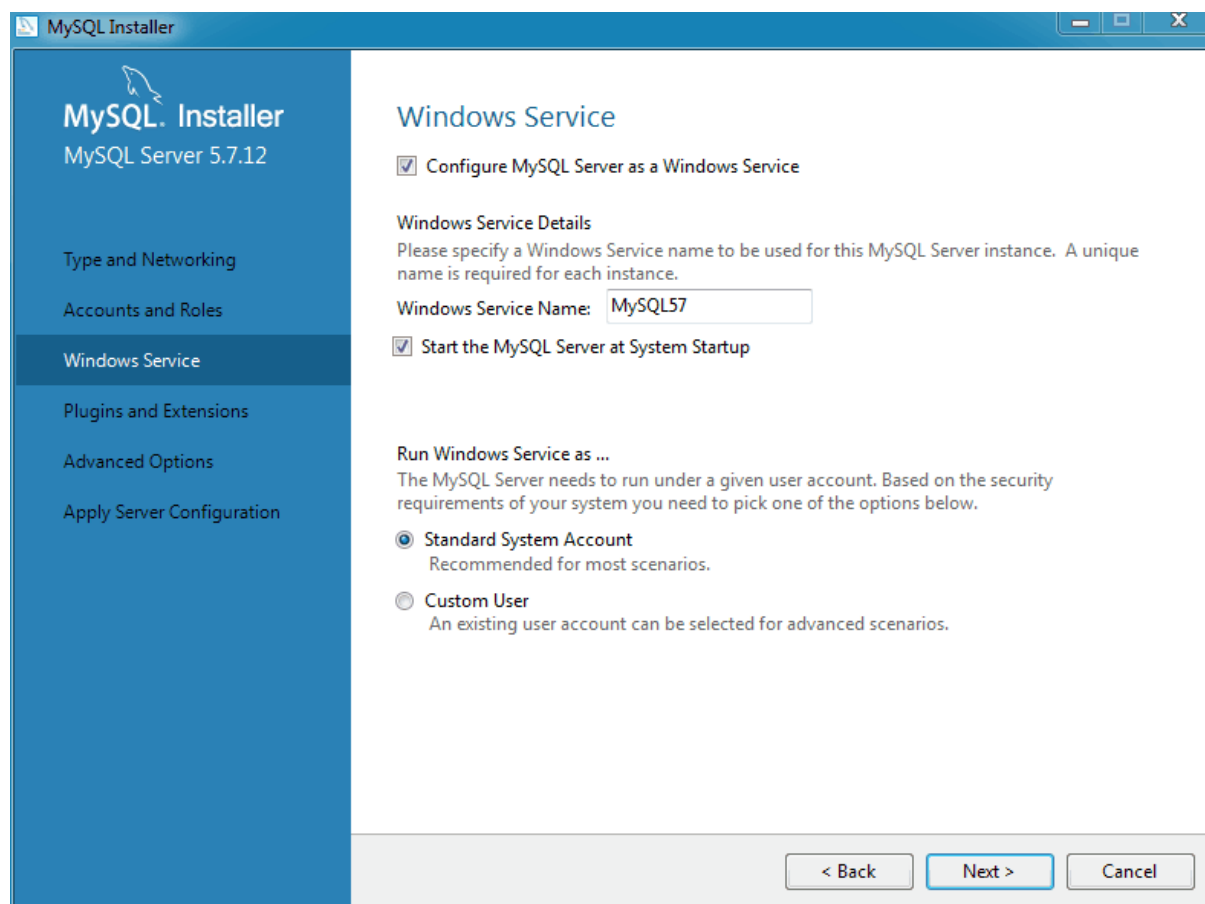 MySQL Installer
MySQL. Installer
MySQL Server 5.7.12
Type and Networking
Accounts and Roles
Windows Service
Plugins and Extensions
Advanced Options
Apply Server Configuration
Windows Service
Configure MySQL Server as a Windows Service
Windows Service Details
Please specify a Windows Service name to be used for this MySQL Server instance. A unique
name is required for each instance.
Windows Service Name: MySQL57
Start the MySQL Server at System Startup
Run Windows Service as ...
The MySQL Server needs to run under a given user account. Based on the security
requirements of your system you need to pick one of the options below.
Standard System Account
Recommended for most scenarios.
Custom User
An existing user account can be selected for advanced scenarios.
< Back Next > Cancel